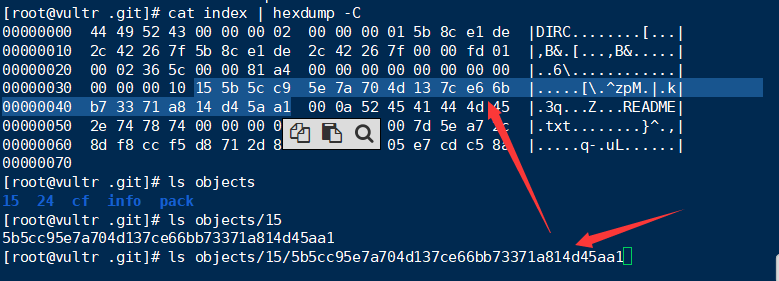 [root@vultr .git]# cat index | hexdump -C
00000000  44 49 52 43 00 00 00 02  00 00 00 01 5b 8c e1 de  |DIRC........[...|
00000010  2c 42 26 7f 5b 8c e1 de  2c 42 26 7f 00 00 fd 01  |,B&.[...,B&.....|
00000020  00 02 36 5c 00 00 81 a4  00 00 00 00 00 00 00 00  |..6\............|
00000030  00 00 00 10 15 5b 5c c9  5e 7a 70 4d 13 7c e6 6b  |.....[\.^zpM.|.k|
00000040  b7 33 71 a8 14 d4 5a a1  00 0a 52 45 41 44 4d 45  |.3q...Z...README|
00000050  2e 74 78 74 00 00 00 00 7d 5e a7 2c  |.txt........}^.,|
00000060  8d f8 cc f5 d8 71 2d 05 e7 cd c5 8a  |.....q-.uL......|
00000070
[root@vultr .git]# ls objects
15  24  cf  info  pack
[root@vultr .git]# ls objects/15
5b5cc95e7a704d137ce66bb73371a814d45aa1
[root@vultr .git]# ls objects/15/5b5cc95e7a704d137ce66bb73371a814d45aa1